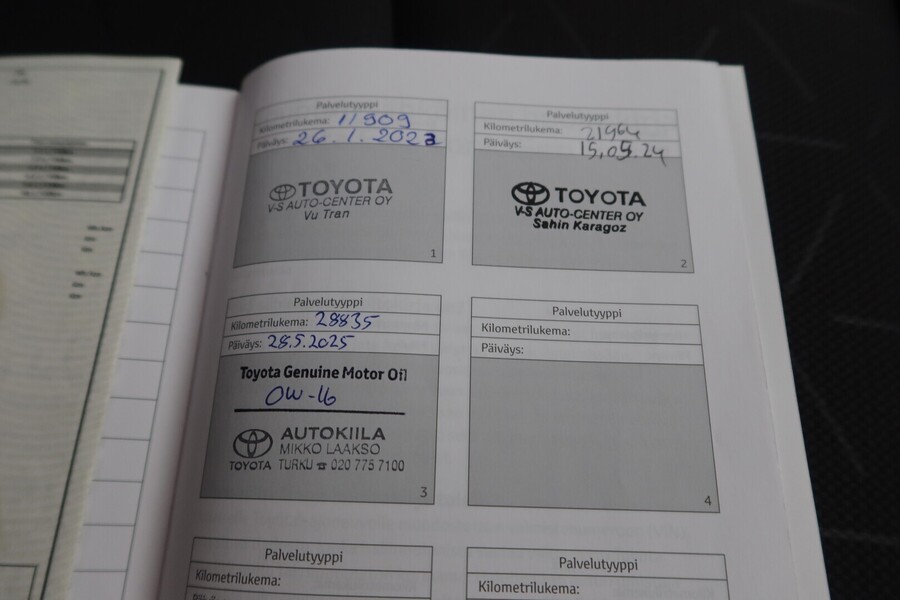 Palvelutyyppi
Kilometrilukema: 11909
Päiväys: 26.1.2023
TOYOTA
V-S AUTO-CENTER OY
Vu Tran
1
Palvelutyyppi
Kilometrilukema: 21964
Päiväys: 15.05.24
TOYOTA
V-S AUTO-CENTER OY
Sahin Karagoz
2
Palvelutyyppi
Kilometrilukema: 28835
Päiväys: 28.5.2025
Toyota Genuine Motor Oil
0W-16
AUTOKIILA
MIKKO LAAKSO
TOYOTA TURKU ☎ 020 775 7100
3
Palvelutyyppi
Kilometrilukema:
Päiväys:
4
Palvelutyyppi
Kilometrilukema:
Palvelutyyppi
Kilometrilukema: